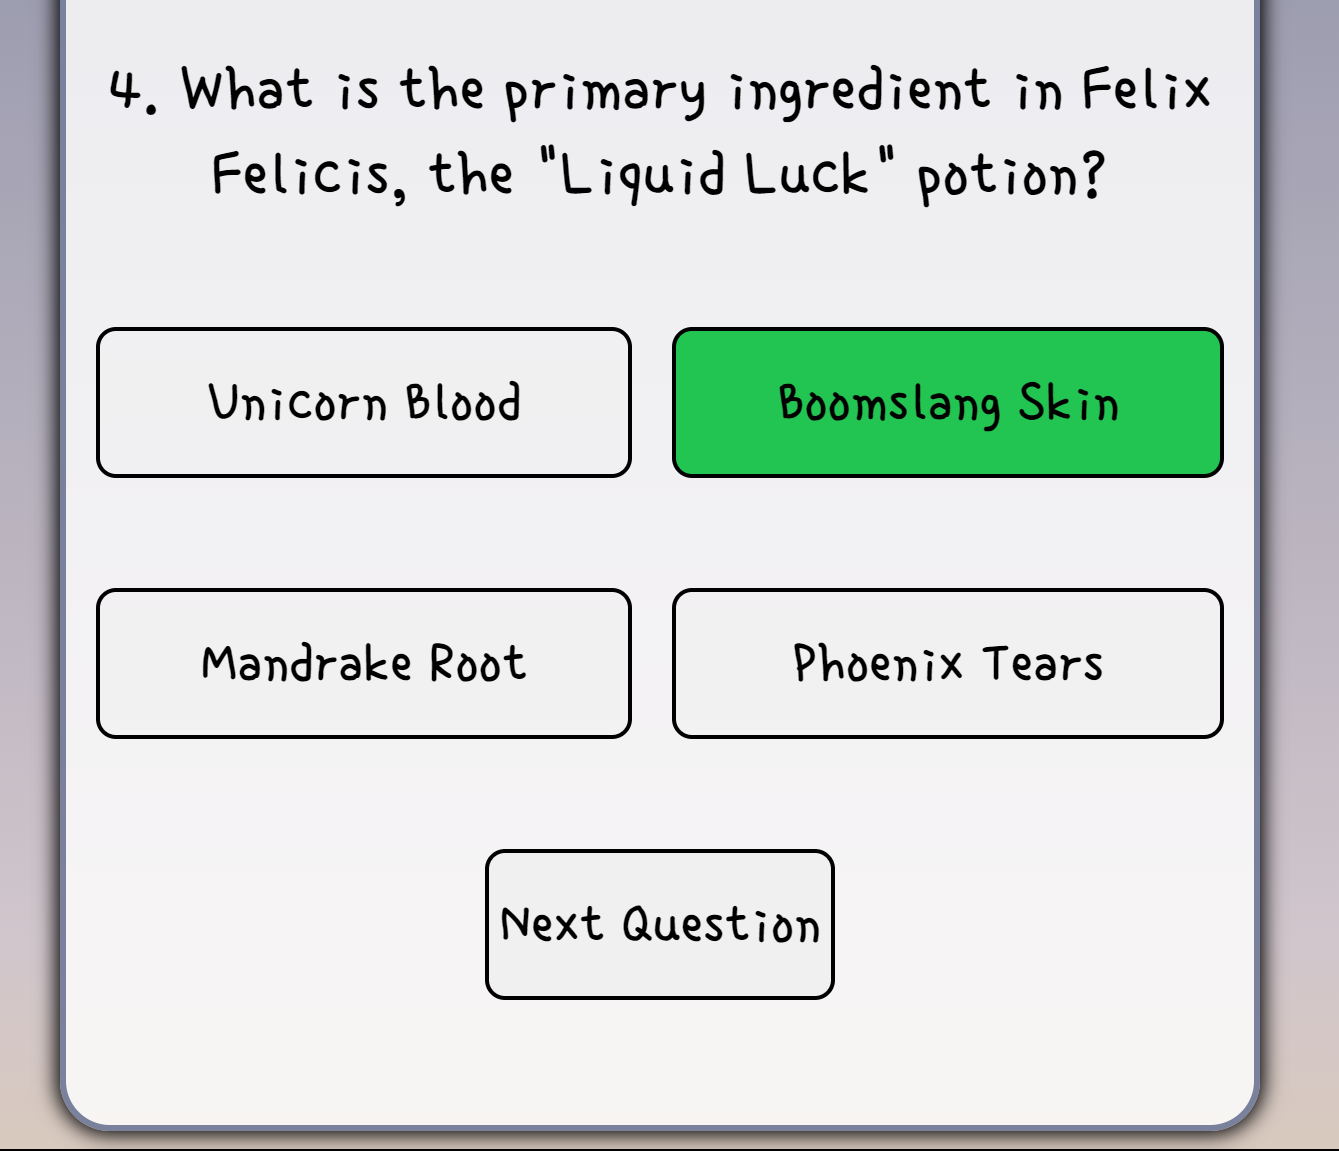 4. What is the primary ingredient in Felix
Felicis, the "Liquid Luck" potion?
Unicorn Blood
Boomslang Skin
Mandrake Root
Phoenix Tears
Next Question